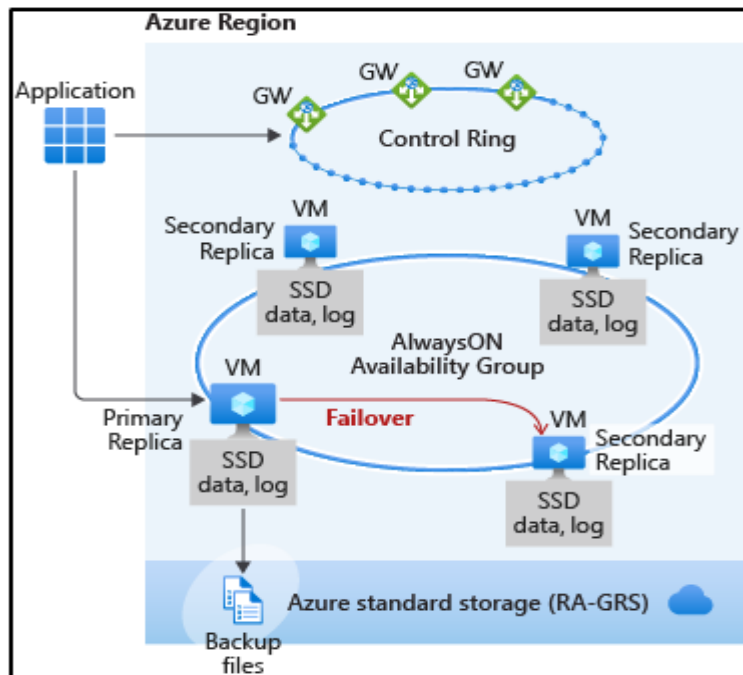 Azure Region
Application
GW
GW
GW
Control Ring
VM
Secondary
Replica
SSD
data, log
VM
Secondary
Replica
SSD
data, log
AlwaysON
Availability Group
VM
Primary
Replica
SSD
data, log
Failover
VM
Secondary
Replica
SSD
data, log
Azure standard storage (RA-GRS)
Backup
files